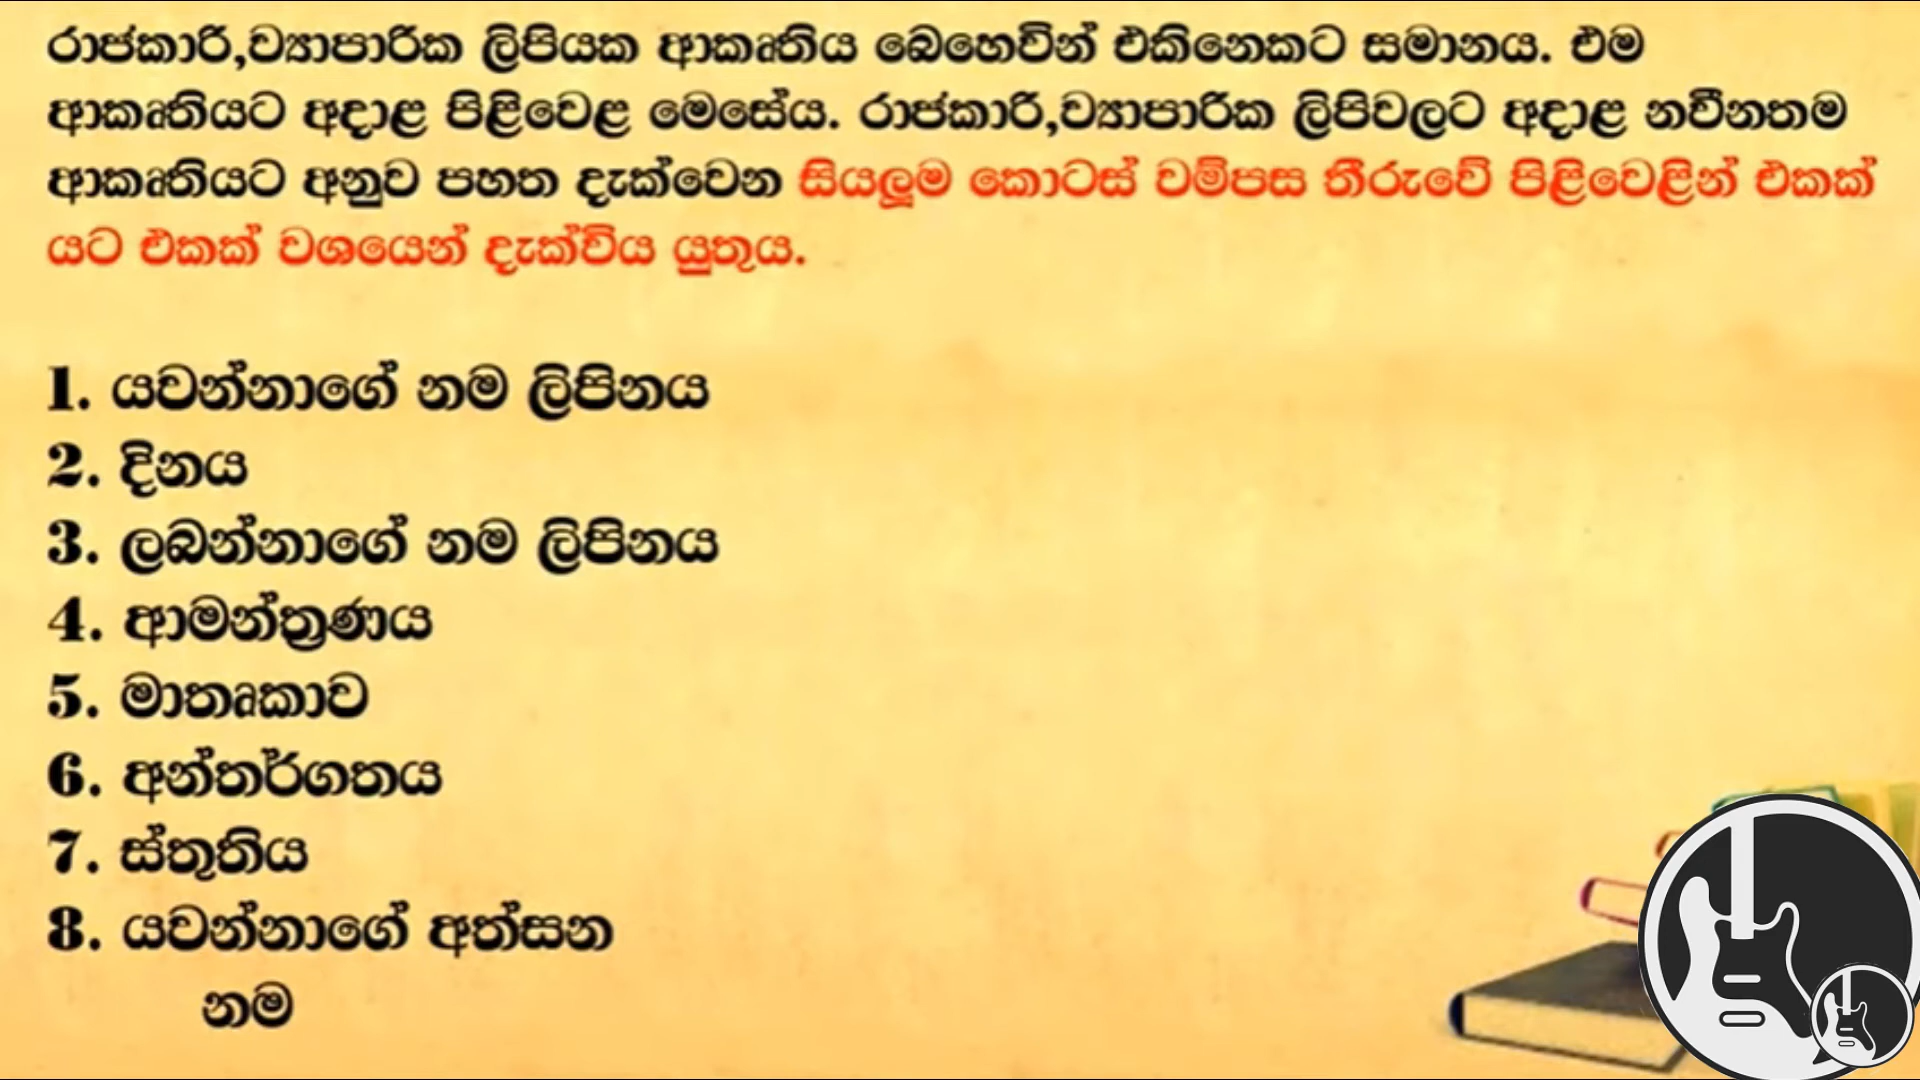 රාජකාරී,ව්‍යාපාරික ලිපියක ආකෘතිය බෙහෙවින් එකිනෙකට සමානය. එම
ආකෘතියට අදාළ පිළිවෙළ මෙසේය. රාජකාරී,ව්‍යාපාරික ලිපිවලට අදාළ නවීනතම
ආකෘතියට අනුව පහත දැක්වෙන සියලූම කොටස් වම්පස තීරුවේ පිළිවෙළින් එකක්
යට එකක් වශයෙන් දැක්විය යුතුය.
1. යවන්නාගේ නම ලිපිනය
2. දිනය
3. ලබන්නාගේ නම ලිපිනය
4. ආමන්ත්‍රණය
5. මාතෘකාව
6. අන්තර්ගතය
7. ස්තුතිය
8. යවන්නාගේ අත්සන
නම